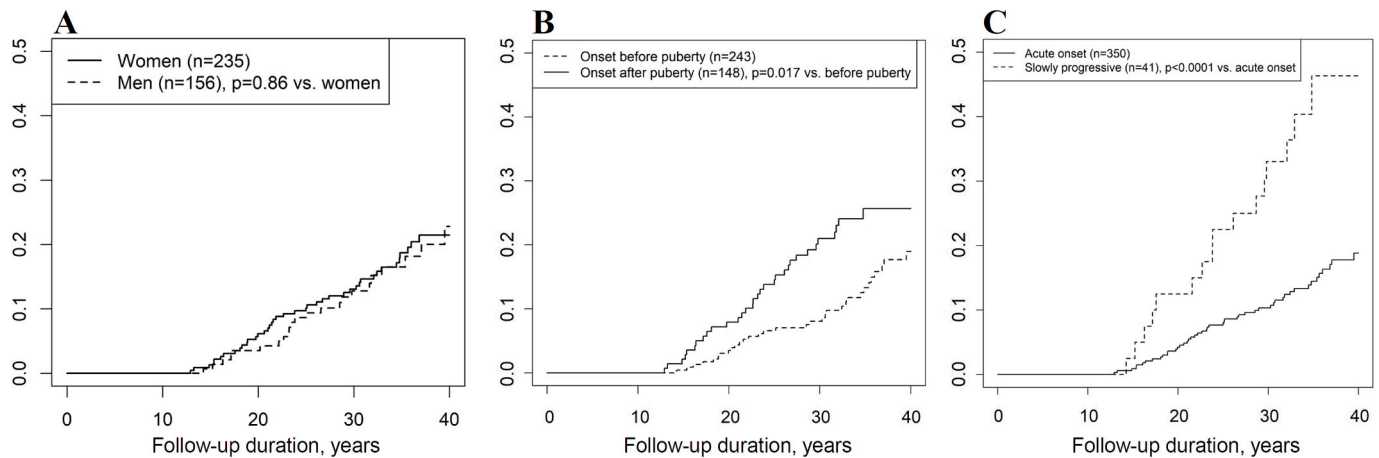 A
0.5
0.4
0.3
0.2
0.1
0.0
Women (n=235)
Men (n=156), p=0.86 vs. women
0 10 20 30 40
Follow-up duration, years
B
0.5
0.4
0.3
0.2
0.1
0.0
Onset before puberty (n=243)
Onset after puberty (n=148), p=0.017 vs. before puberty
0 10 20 30 40
Follow-up duration, years
C
0.5
0.4
0.3
0.2
0.1
0.0
Acute onset (n=350)
Slowly progressive (n=41), p<0.0001 vs. acute onset
0 10 20 30 40
Follow-up duration, years